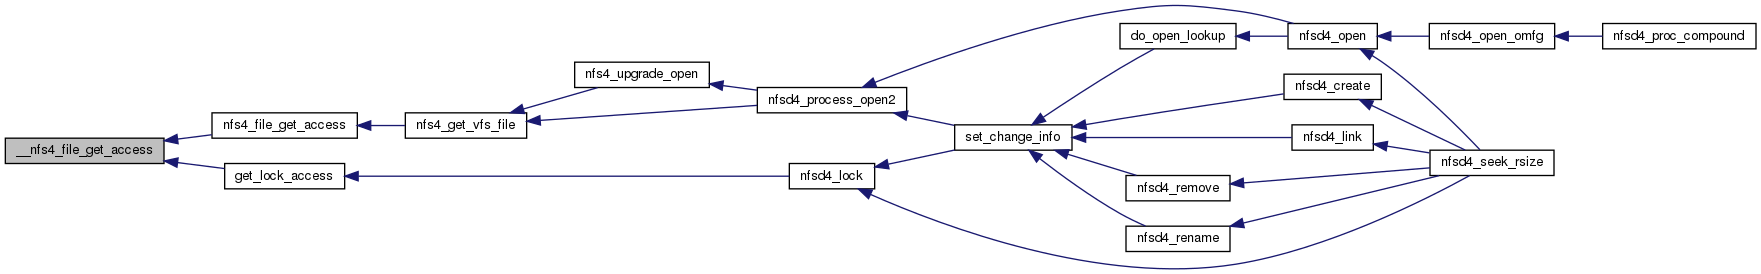 __nfs4_file_get_access
nfs4_file_get_access
get_lock_access
nfs4_get_vfs_file
nfs4_upgrade_open
nfsd4_process_open2
nfsd4_lock
set_change_info
do_open_lookup
nfsd4_open
nfsd4_open_omfg
nfsd4_proc_compound
nfsd4_create
nfsd4_link
nfsd4_seek_rsize
nfsd4_remove
nfsd4_rename